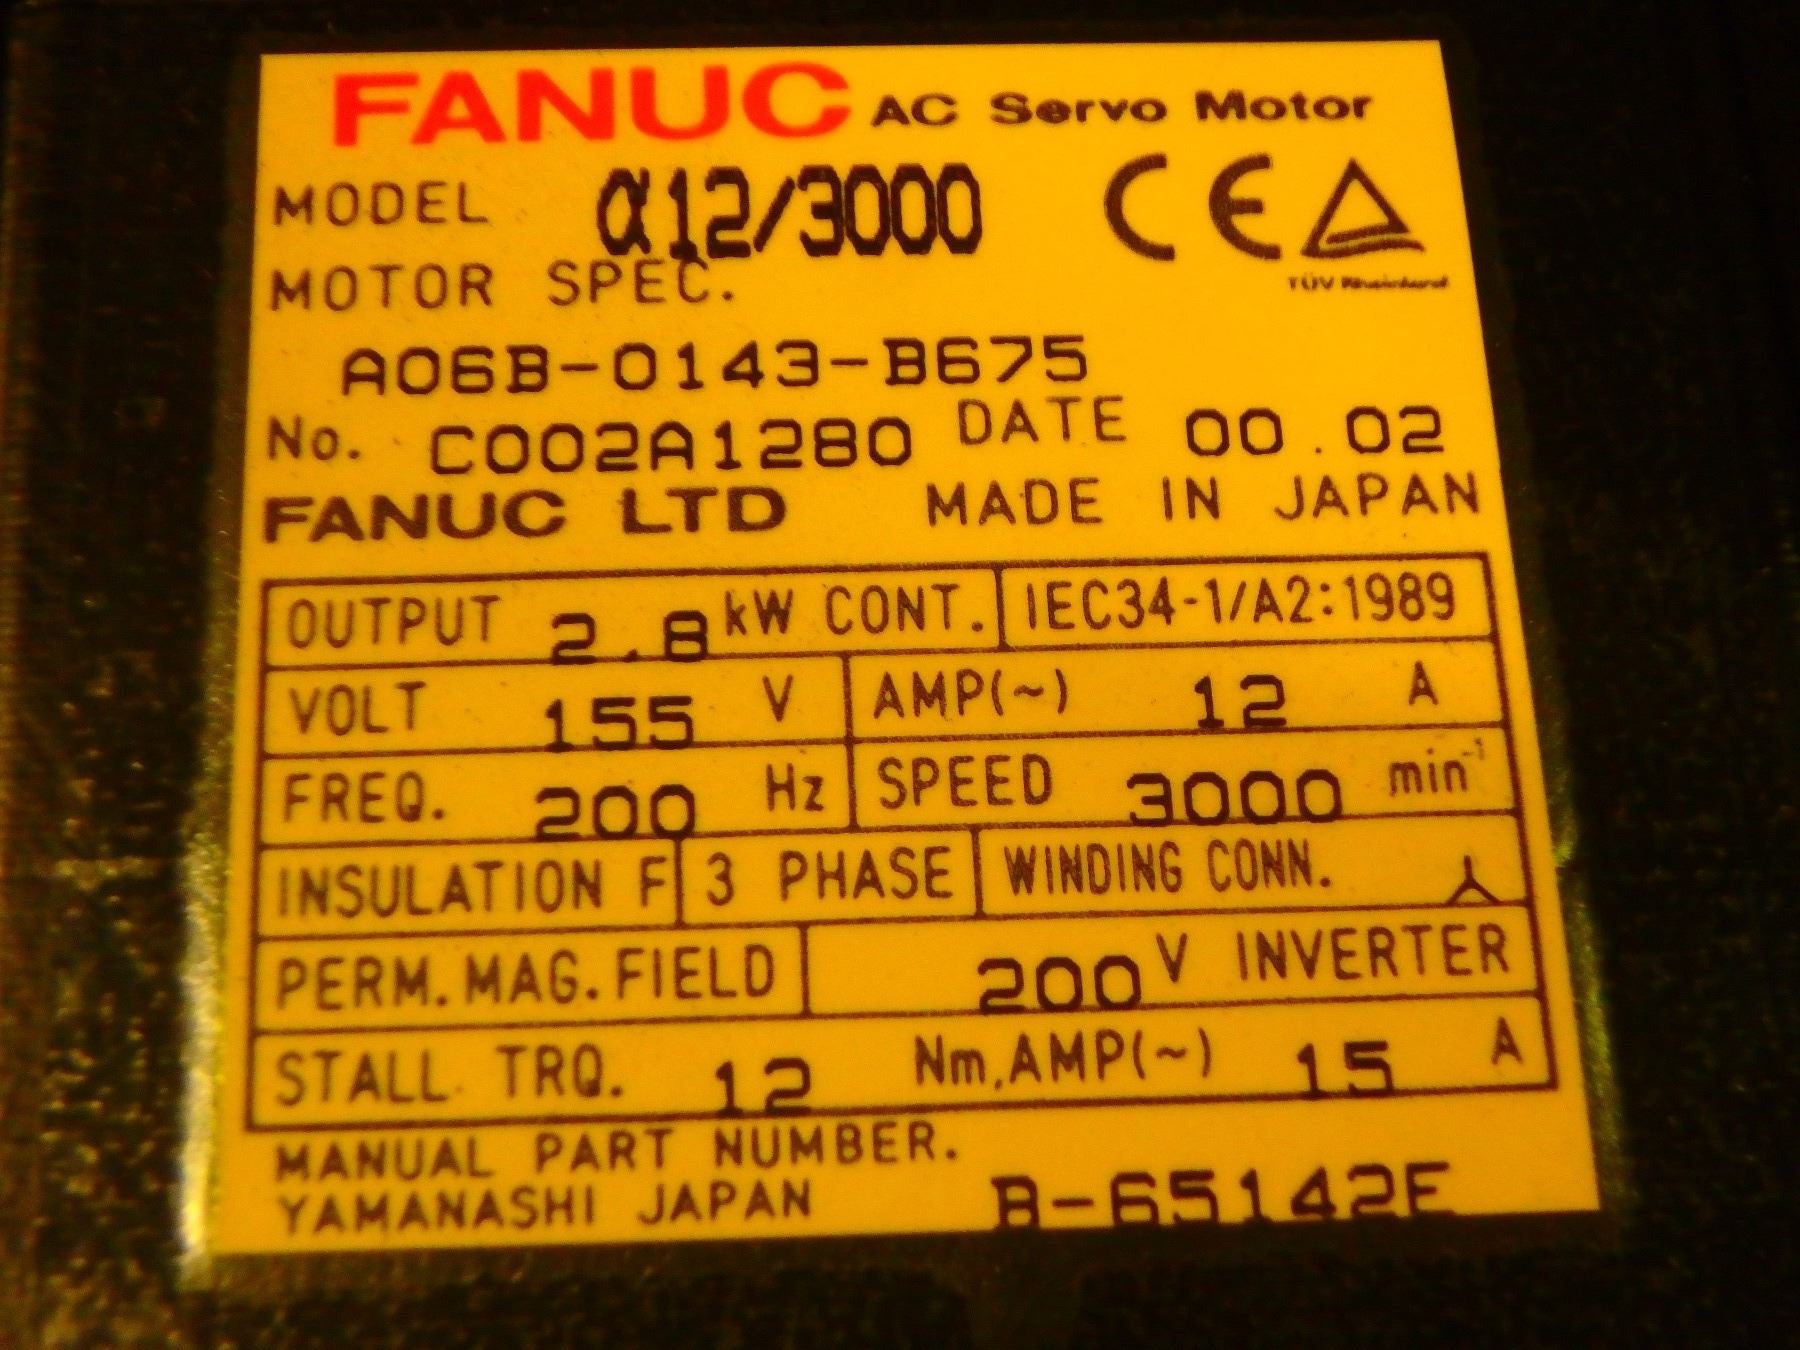 FANUC AC Servo Motor
MODEL α12/3000 CE
TÜV Rheinland
MOTOR SPEC.
A06B-0143-B675
No. C002A1280 DATE 00.02
FANUC LTD MADE IN JAPAN
OUTPUT 2.8 kW CONT. IEC34-1/A2:1989
VOLT 155 V AMP(~) 12 A
FREQ. 200 Hz SPEED 3000 min⁻¹
INSULATION F 3 PHASE WINDING CONN.
PERM.MAG.FIELD 200 V INVERTER
STALL TRQ. 12 Nm,AMP(~) 15 A
MANUAL PART NUMBER.
YAMANASHI JAPAN B-65142E